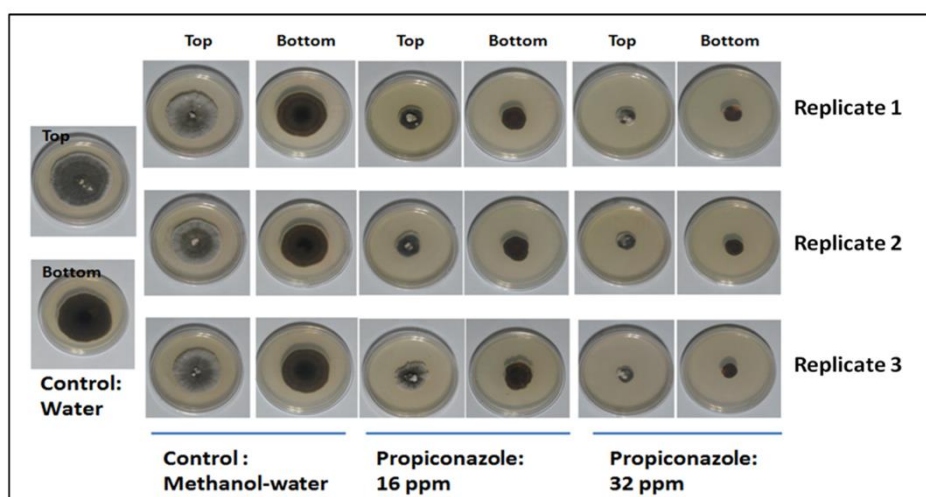 Top Bottom Top Bottom Top Bottom
Replicate 1
Top
Replicate 2
Bottom
Replicate 3
Control:
Water
Control :
Methanol-water
Propiconazole:
16 ppm
Propiconazole:
32 ppm